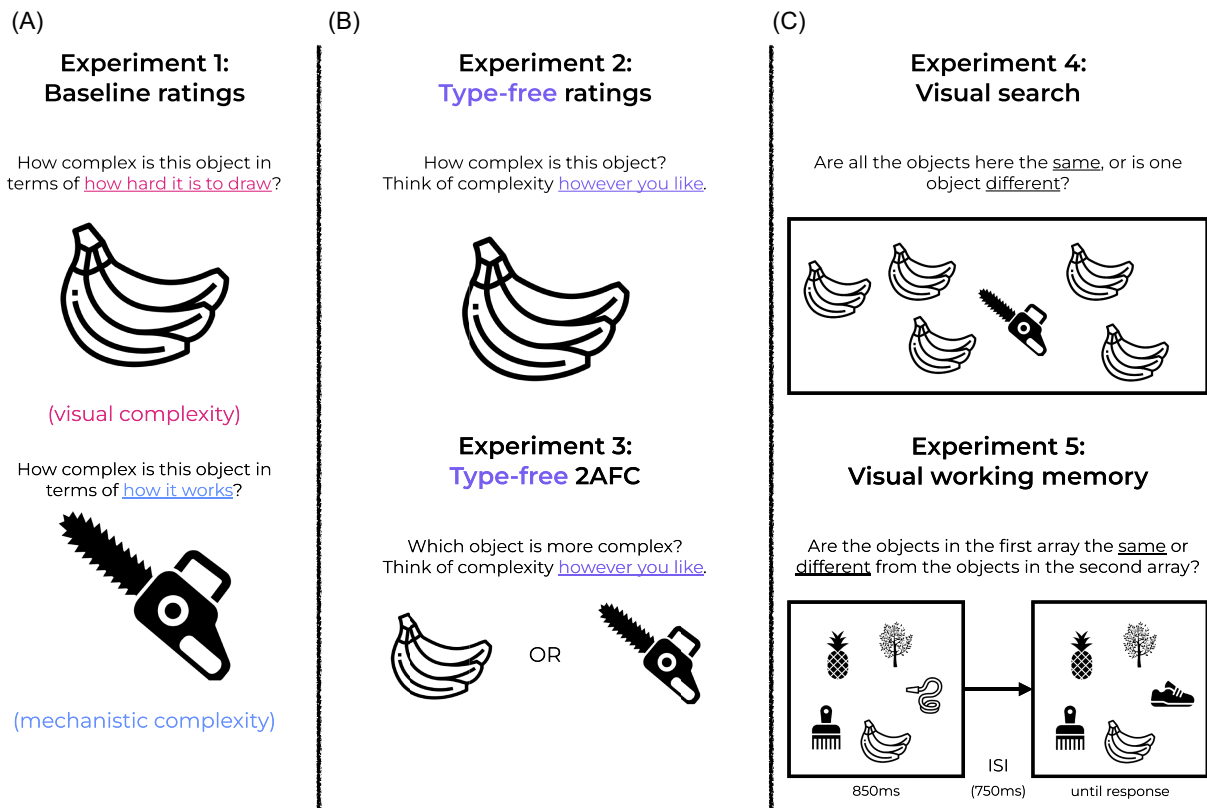 (A)
Experiment 1:
Baseline ratings
How complex is this object in
terms of how hard it is to draw?
(visual complexity)
How complex is this object in
terms of how it works?
(mechanistic complexity)
(B)
Experiment 2:
Type-free ratings
How complex is this object?
Think of complexity however you like.
Experiment 3:
Type-free 2AFC
Which object is more complex?
Think of complexity however you like.
OR
(C)
Experiment 4:
Visual search
Are all the objects here the same, or is one
object different?
Experiment 5:
Visual working memory
Are the objects in the first array the same or
different from the objects in the second array?
850ms
ISI
(750ms)
until response